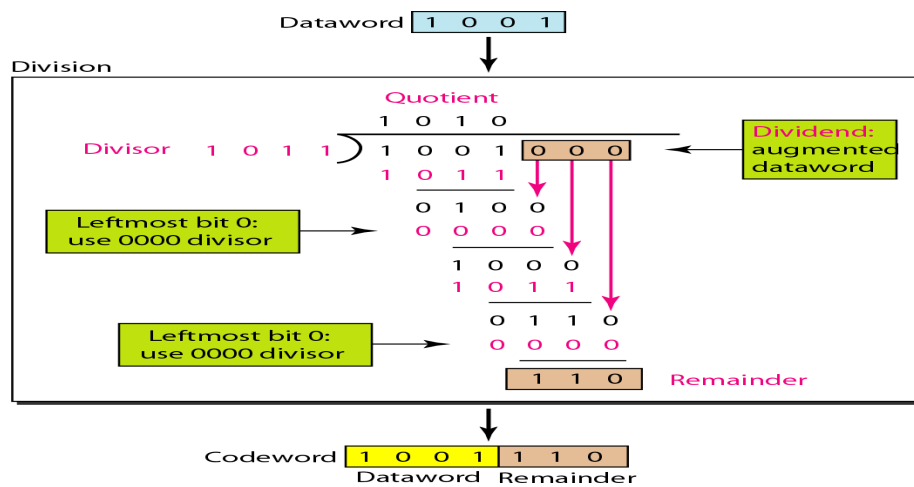 Dataword 1 0 0 1
Division
Quotient
1 0 1 0
Divisor 1 0 1 1 1 0 0 1 0 0 0
Dividend:
augmented
dataword
1 0 1 1
0 1 0 0
Leftmost bit 0:
use 0000 divisor
0 0 0 0
1 0 0 0
1 0 1 1
0 1 1 0
Leftmost bit 0:
use 0000 divisor
0 0 0 0
1 1 0 Remainder
Codeword 1 0 0 1 1 1 0
Dataword Remainder